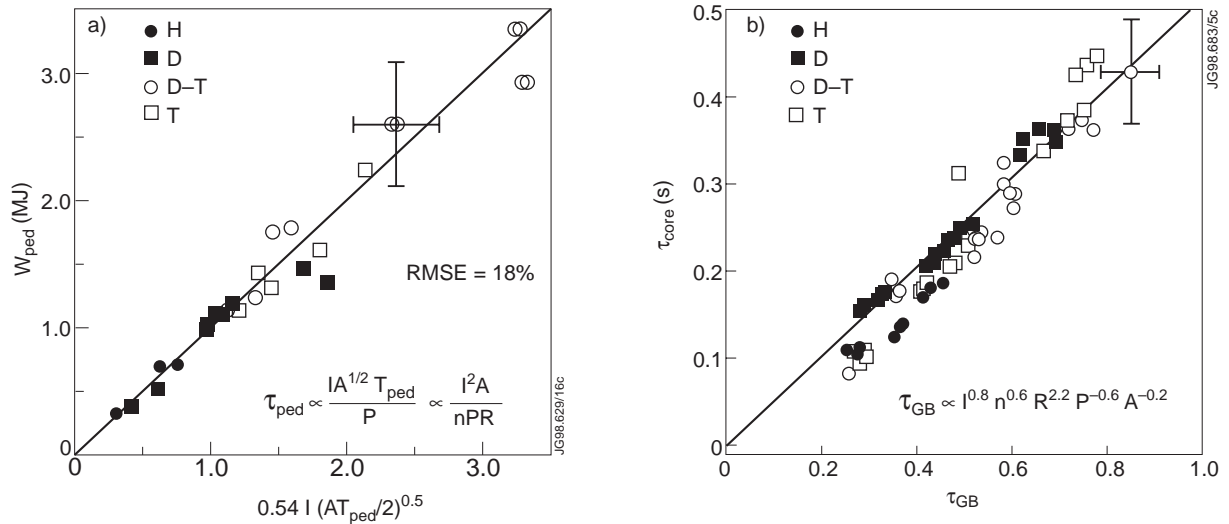 a)
H
D
D–T
T
W_ped (MJ)
4.0
3.0
2.0
1.0
0
RMSE = 18%
τ_ped ∝ IA^1/2 T_ped / P ∝ I^2A / nPR
0 1.0 2.0 3.0
0.54 I (AT_ped/2)^0.5
JG98.629/16c
b)
H
D
D–T
T
τ_core (s)
0.5
0.4
0.3
0.2
0.1
0
τ_GB ∝ I^0.8 n^0.6 R^2.2 P^–0.6 A^–0.2
0 0.2 0.4 0.6 0.8 1.0
τ_GB
JG98.683/5c